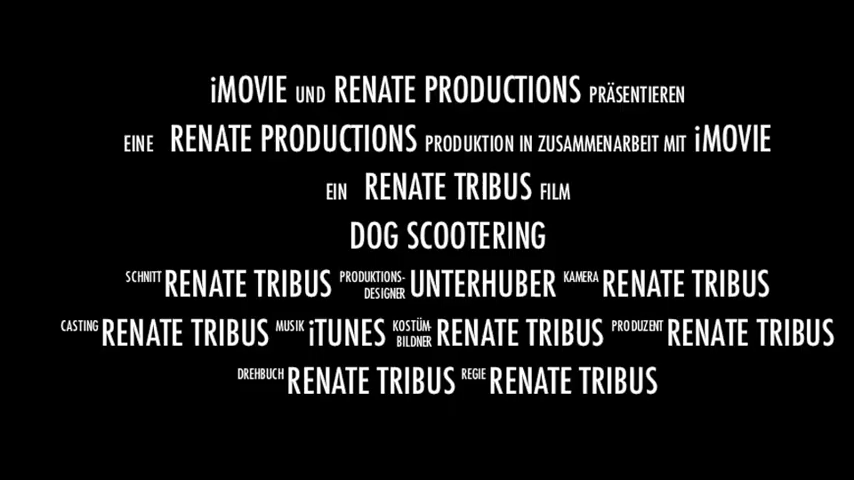 iMOVIE UND RENATE PRODUCTIONS PRÄSENTIEREN
EINE RENATE PRODUCTIONS PRODUKTION IN ZUSAMMENARBEIT MIT iMOVIE
EIN RENATE TRIBUS FILM
DOG SCOOTERING
SCHNITT RENATE TRIBUS PRODUKTIONS-DESIGNER UNTERHUBER KAMERA RENATE TRIBUS
CASTING RENATE TRIBUS MUSIK iTUNES KOSTÜM-BILDNER RENATE TRIBUS PRODUZENT RENATE TRIBUS
DREHBUCH RENATE TRIBUS REGIE RENATE TRIBUS